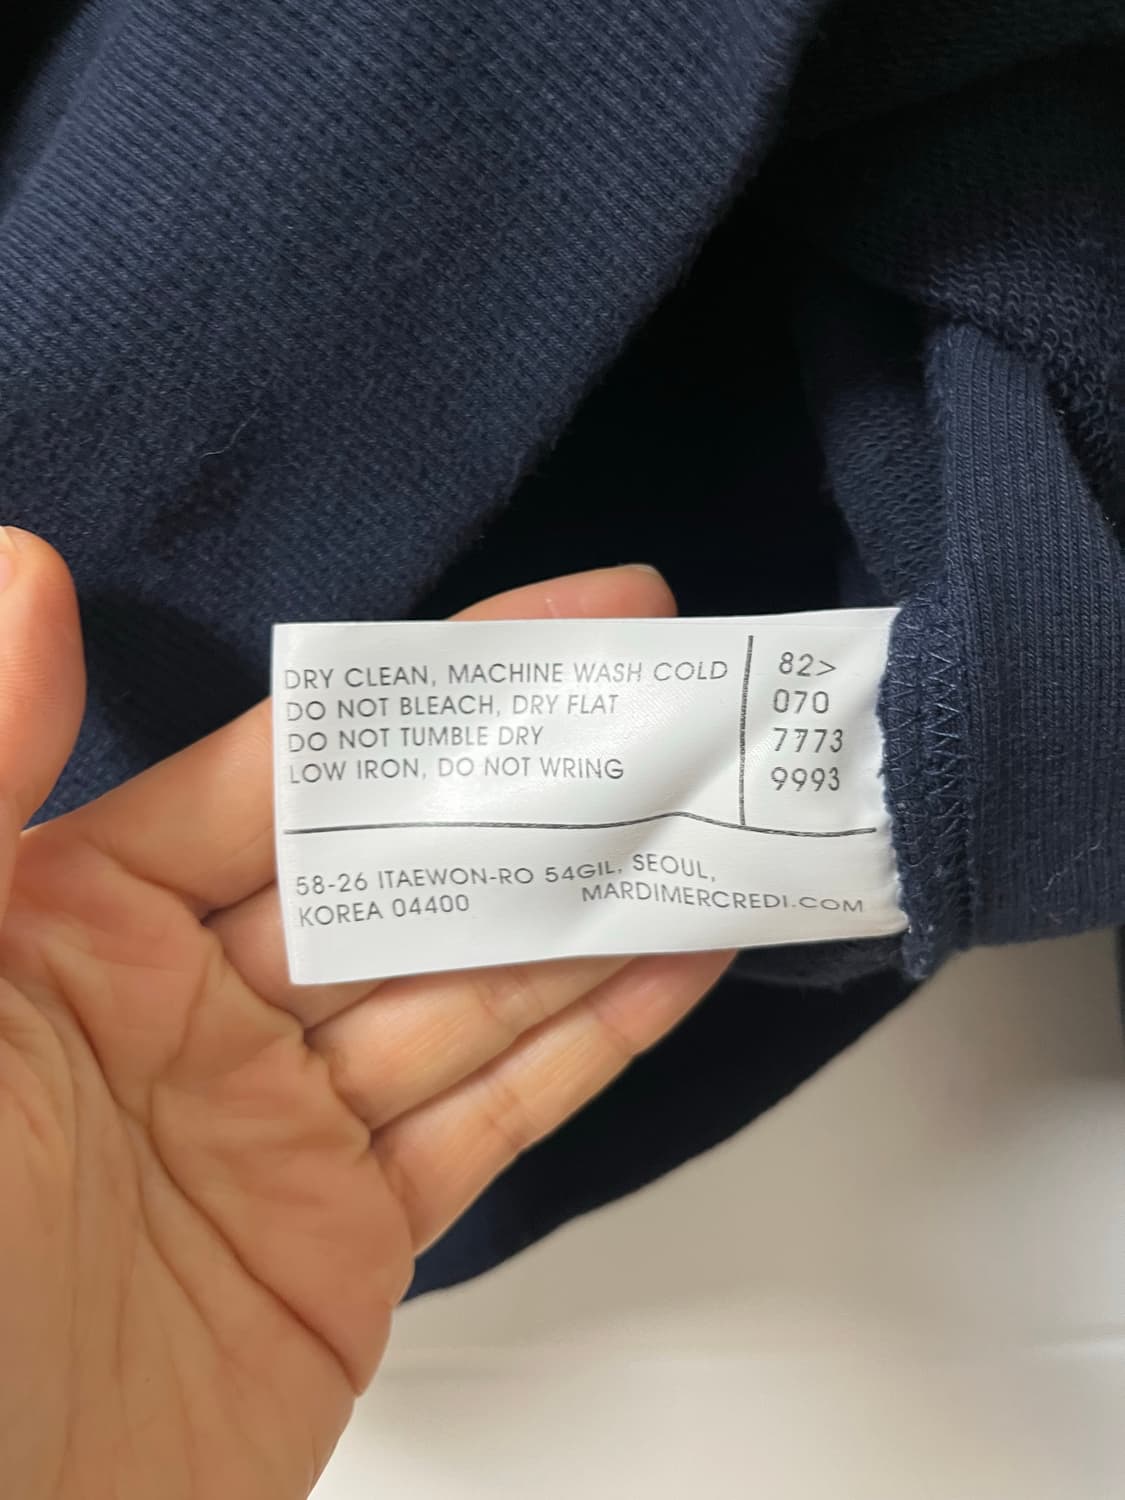 DRY CLEAN, MACHINE WASH COLD
DO NOT BLEACH, DRY FLAT
DO NOT TUMBLE DRY
LOW IRON, DO NOT WRING
82>
070
7773
9993
58-26 ITAEWON-RO 54GIL, SEOUL,
KOREA 04400
MARDIMERCREDI.COM